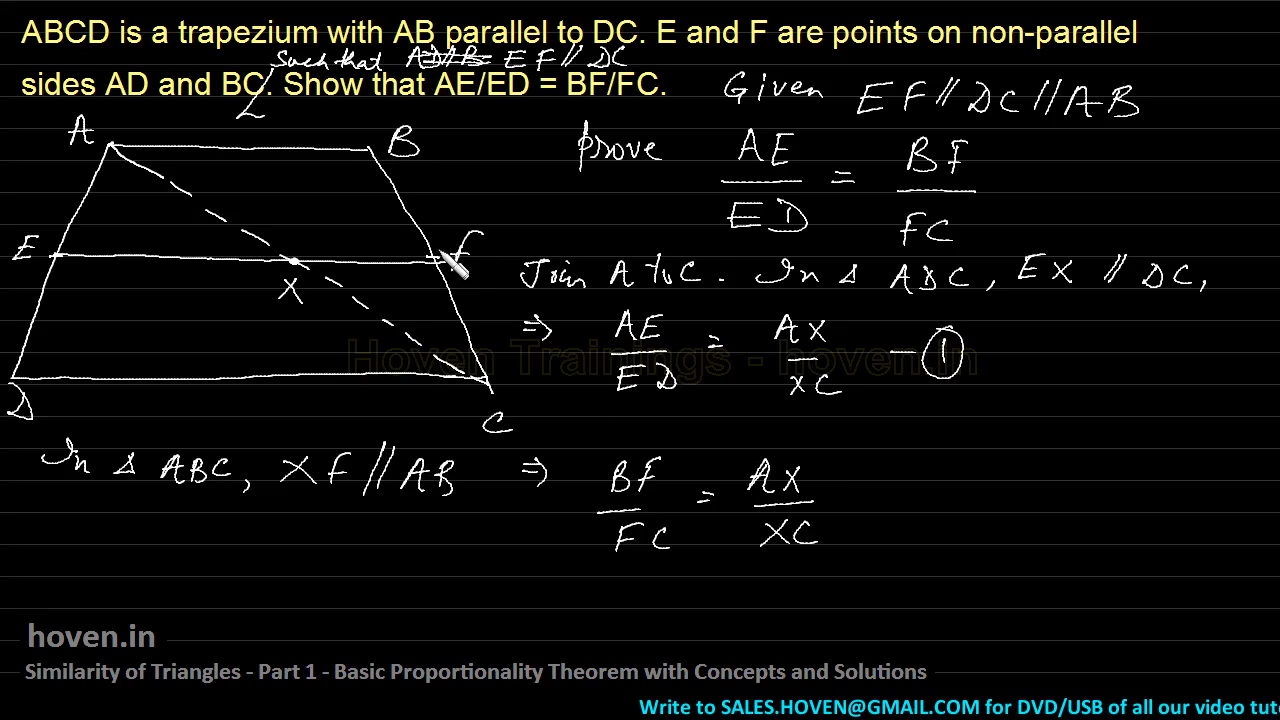 ABCD is a trapezium with AB parallel to DC. E and F are points on non-parallel
such that EF // DC
sides AD and BC. Show that AE/ED = BF/FC.
Given EF // DC // AB
prove AE/ED = BF/FC
A
B
E
F
X
D
C
Join A to C. In Δ ADC, EX // DC,
⇒ AE/ED = AX/XC - ①
Hoven Trainings - hoven.in
In Δ ABC, XF // AB ⇒ BF/FC = AX/XC
hoven.in
Similarity of Triangles - Part 1 - Basic Proportionality Theorem with Concepts and Solutions
Write to SALES.HOVEN@GMAIL.COM for DVD/USB of all our video tut